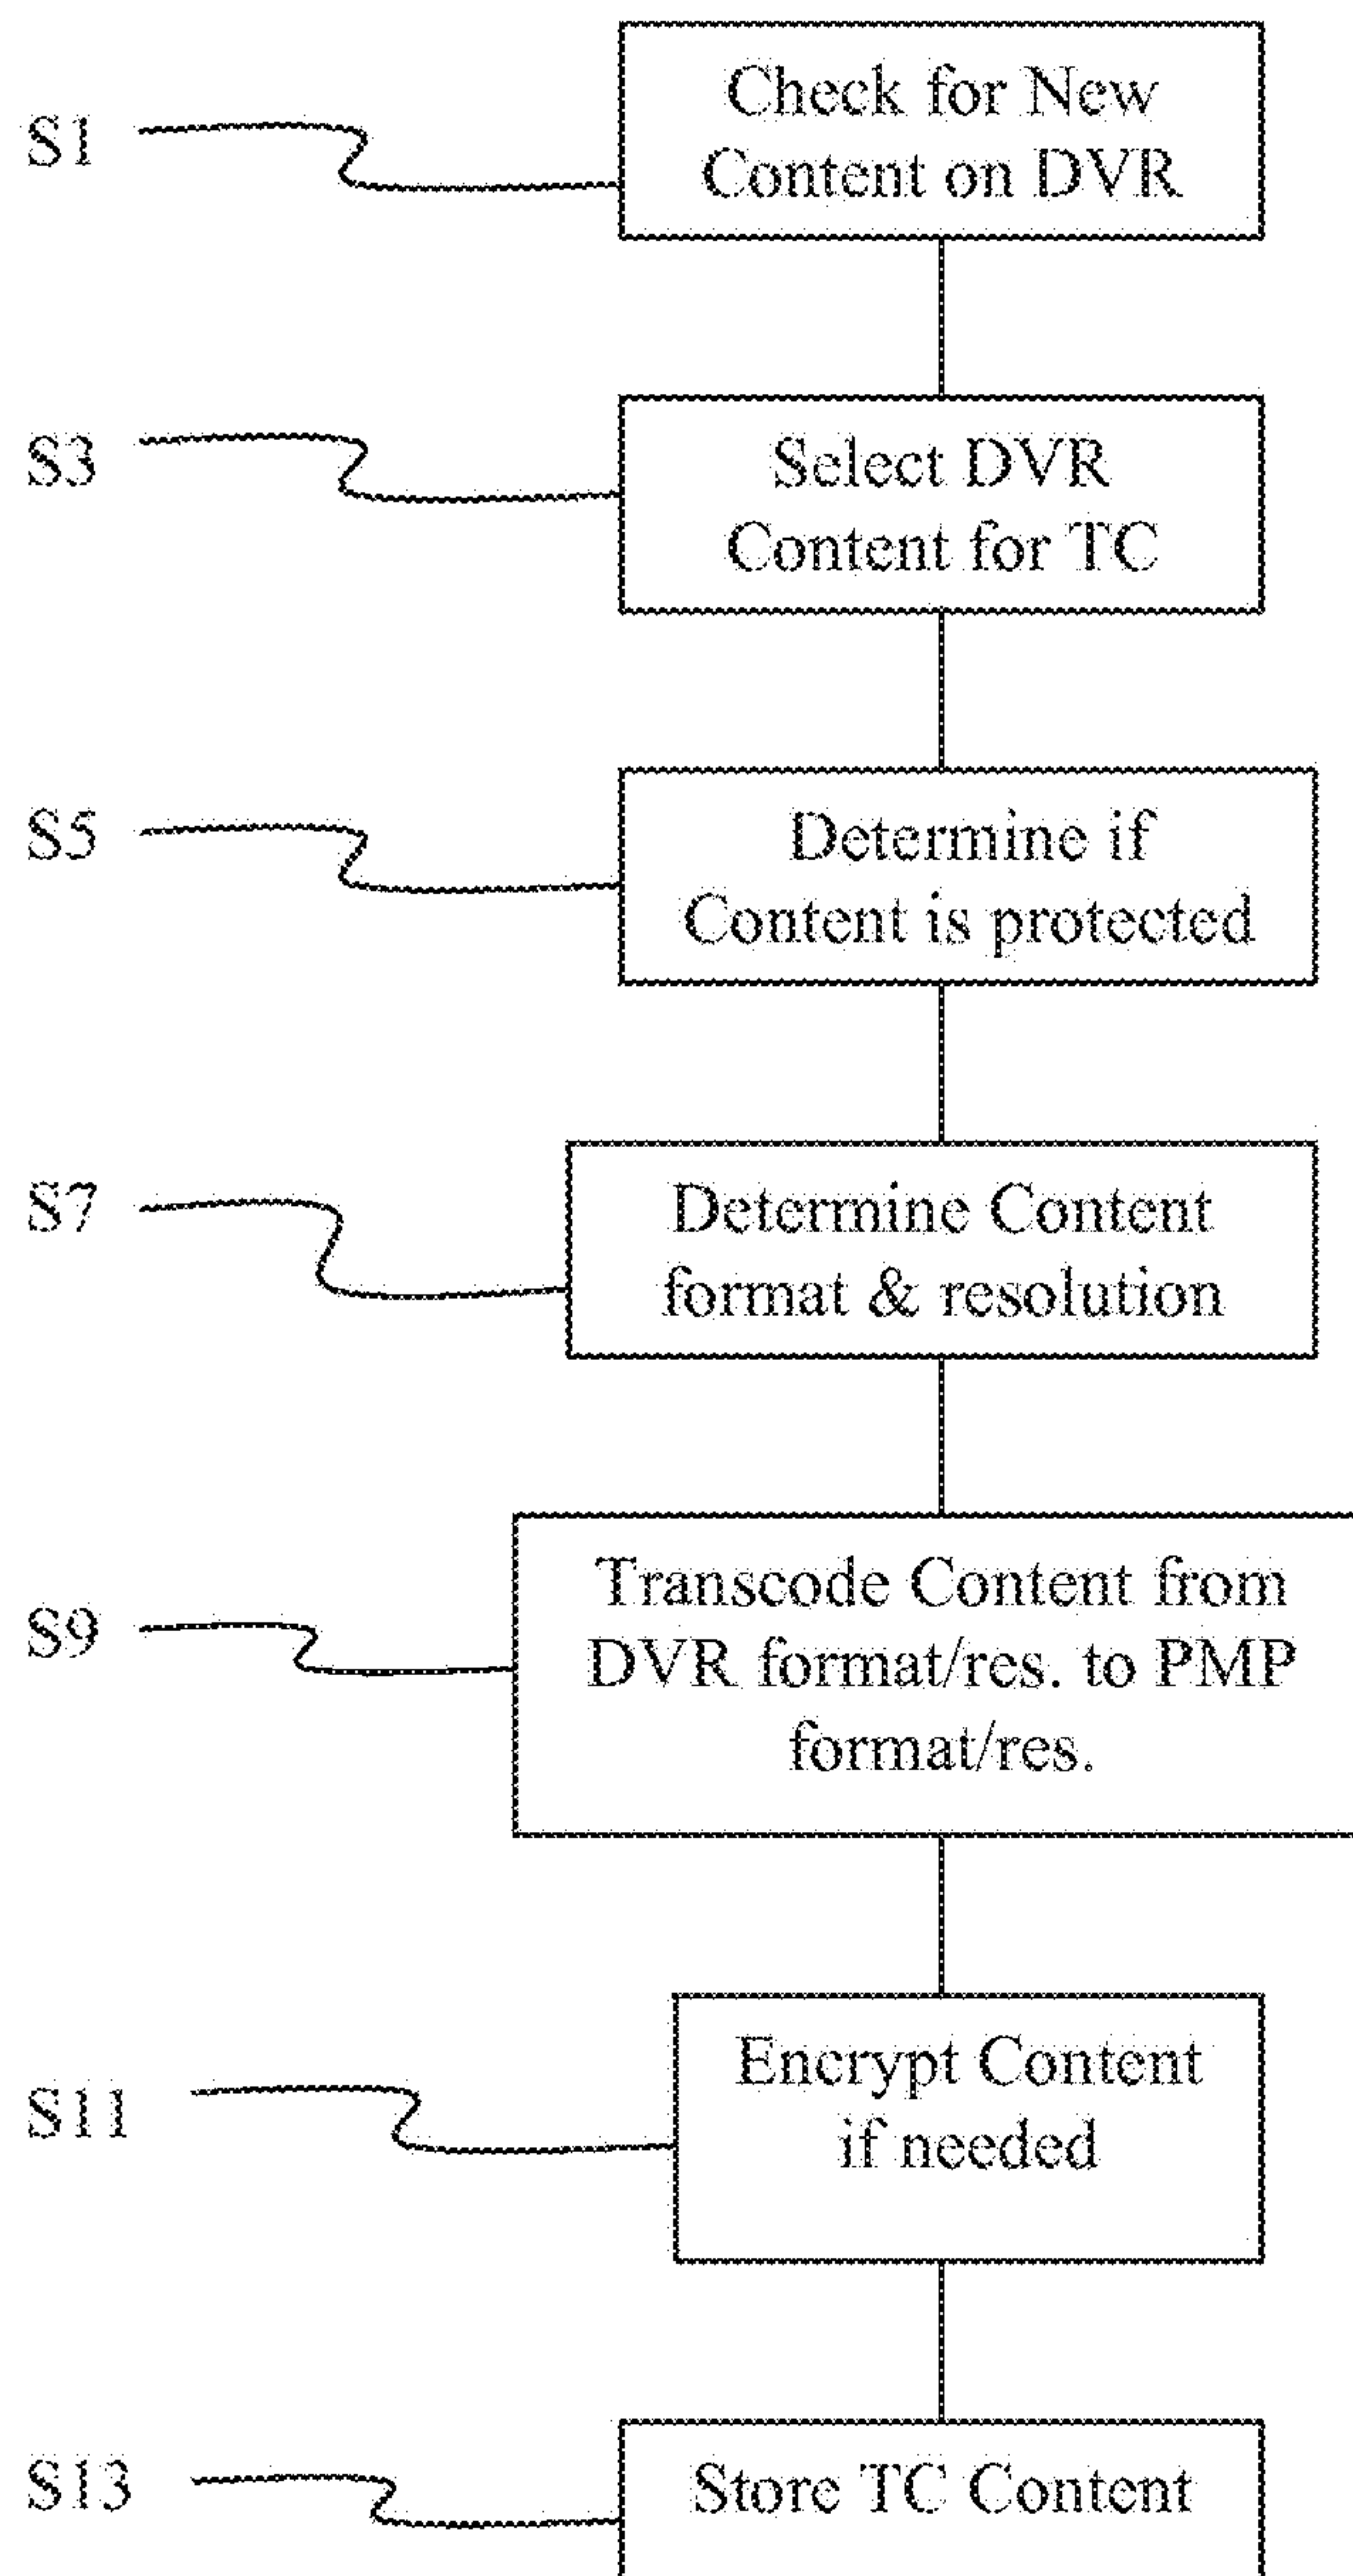 S1
Check for New
Content on DVR
S3
Select DVR
Content for TC
S5
Determine if
Content is protected
S7
Determine Content
format & resolution
S9
Transcode Content from
DVR format/res. to PMP
format/res.
S11
Encrypt Content
if needed
S13
Store TC Content